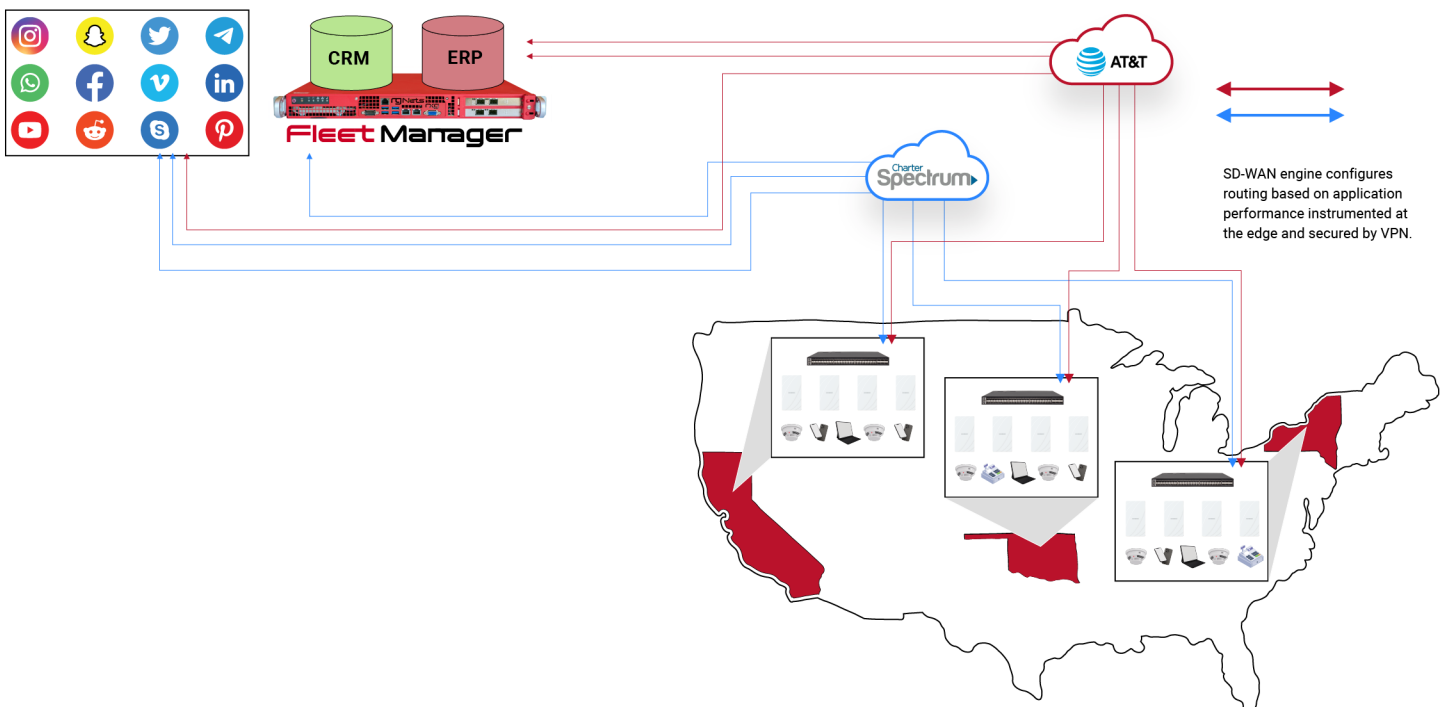 CRM
ERP
rgNets
Fleet Manager
AT&T
Charter
Spectrum
SD-WAN engine configures
routing based on application
performance instrumented at
the edge and secured by VPN.